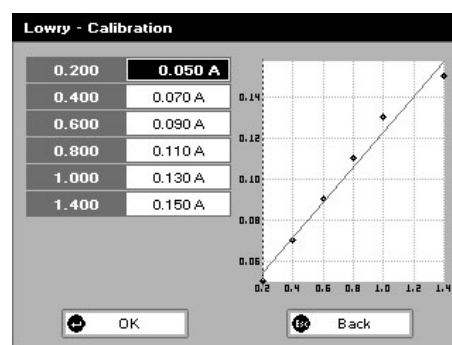 Lowry - Calibration
0.200 0.050 A
0.400 0.070 A
0.600 0.090 A
0.800 0.110 A
1.000 0.130 A
1.400 0.150 A
0.14
0.12
0.10
0.08
0.06
0.2 0.4 0.6 0.8 1.0 1.2 1.4
OK
Esc Back